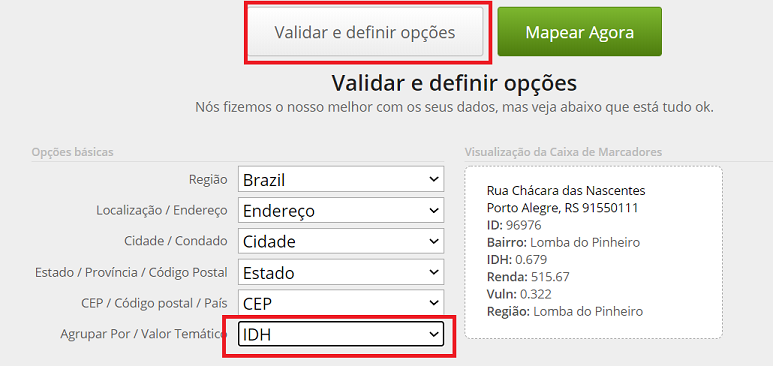 Validar e definir opções
Mapear Agora
Validar e definir opções
Nós fizemos o nosso melhor com os seus dados, mas veja abaixo que está tudo ok.
Opções básicas
Região Brazil
Localização / Endereço Endereço
Cidade / Condado Cidade
Estado / Província / Código Postal Estado
CEP / Código postal / País CEP
Agrupar Por / Valor Temático IDH
Visualização da Caixa de Marcadores
Rua Chácara das Nascentes
Porto Alegre, RS 91550111
ID: 96976
Bairro: Lomba do Pinheiro
IDH: 0.679
Renda: 515.67
Vuln: 0.322
Região: Lomba do Pinheiro